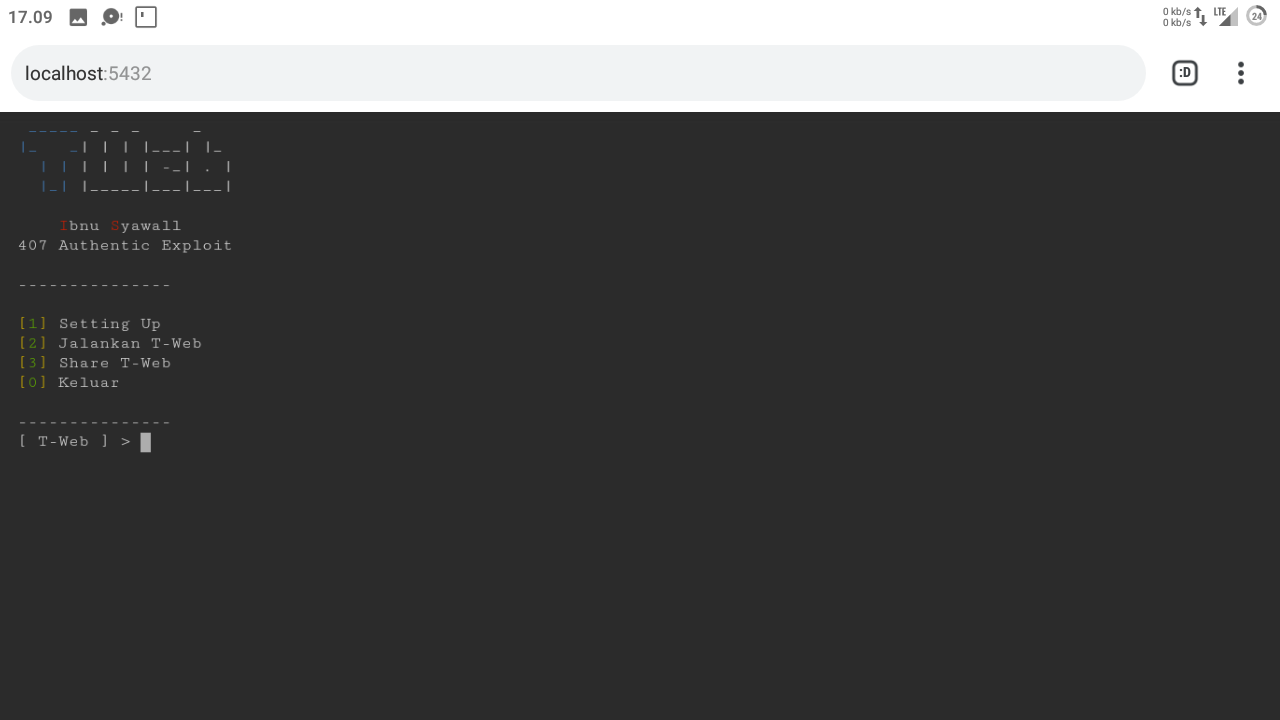 17.09
0 kb/s
0 kb/s
LTE
24
localhost:5432
:D
Ibnu Syawall
407 Authentic Exploit
---------------
[1] Setting Up
[2] Jalankan T-Web
[3] Share T-Web
[0] Keluar
---------------
[ T-Web ] >